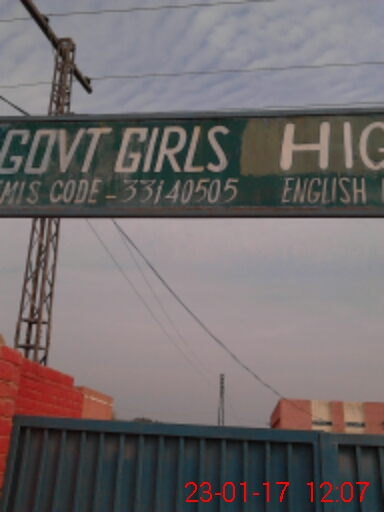 GOVT GIRLS HIG
EMIS CODE - 33140505 ENGLISH
23-01-17 12:07